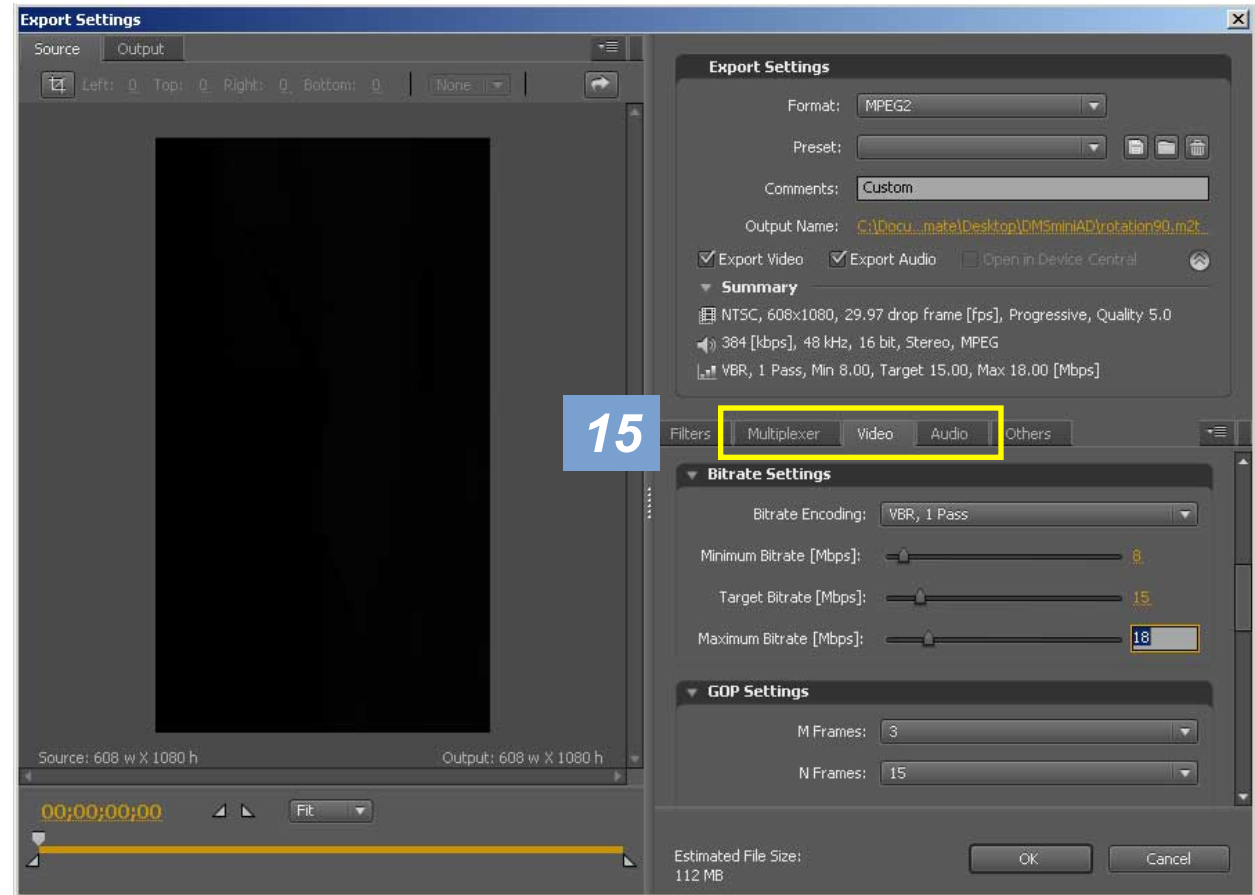 Export Settings
Source Output
Left: 0 Top: 0 Right: 0 Bottom: 0 None
Source: 608 w X 1080 h Output: 608 w X 1080 h
00;00;00;00 Fit
Export Settings
Format: MPEG2
Preset:
Comments: Custom
Output Name: C:\Docu...mate\Desktop\DMSminiAD\rotation90.m2t
Export Video Export Audio Open in Device Central
Summary
NTSC, 608x1080, 29.97 drop frame [fps], Progressive, Quality 5.0
384 [kbps], 48 kHz, 16 bit, Stereo, MPEG
VBR, 1 Pass, Min 8.00, Target 15.00, Max 18.00 [Mbps]
15
Filters Multiplexer Video Audio Others
Bitrate Settings
Bitrate Encoding: VBR, 1 Pass
Minimum Bitrate [Mbps]: 8
Target Bitrate [Mbps]: 15
Maximum Bitrate [Mbps]: 18
GOP Settings
M Frames: 3
N Frames: 15
Estimated File Size:
112 MB
OK Cancel